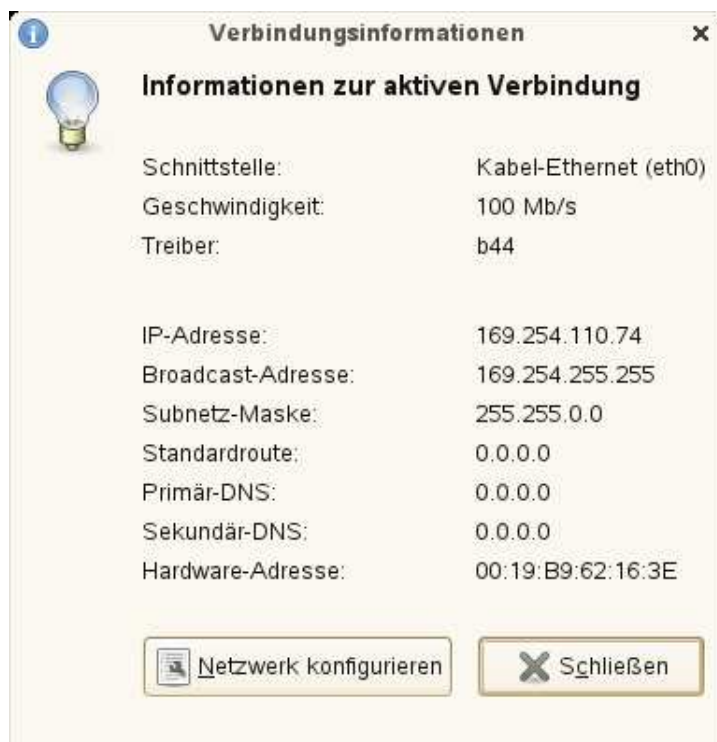 Verbindungsinformationen
Informationen zur aktiven Verbindung
Schnittstelle: Kabel-Ethernet (eth0)
Geschwindigkeit: 100 Mb/s
Treiber: b44
IP-Adresse: 169.254.110.74
Broadcast-Adresse: 169.254.255.255
Subnetz-Maske: 255.255.0.0
Standardroute: 0.0.0.0
Primär-DNS: 0.0.0.0
Sekundär-DNS: 0.0.0.0
Hardware-Adresse: 00:19:B9:62:16:3E
Netzwerk konfigurieren Schließen